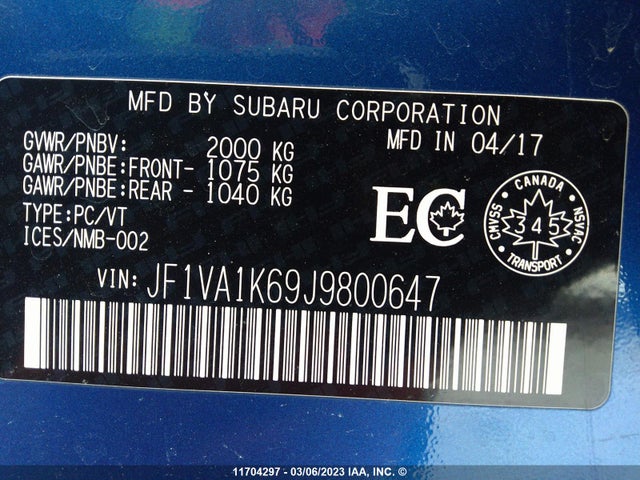 MFD BY SUBARU CORPORATION
GVWR/PNBV: 2000 KG
MFD IN 04/17
GAWR/PNBE:FRONT- 1075 KG
GAWR/PNBE:REAR - 1040 KG
TYPE:PC/VT
ICES/NMB-002
EC
CANADA
CMVSS
345
NSVAC
TRANSPORT
VIN: JF1VA1K69J9800647
11704297 - 03/06/2023 IAA, INC. ©